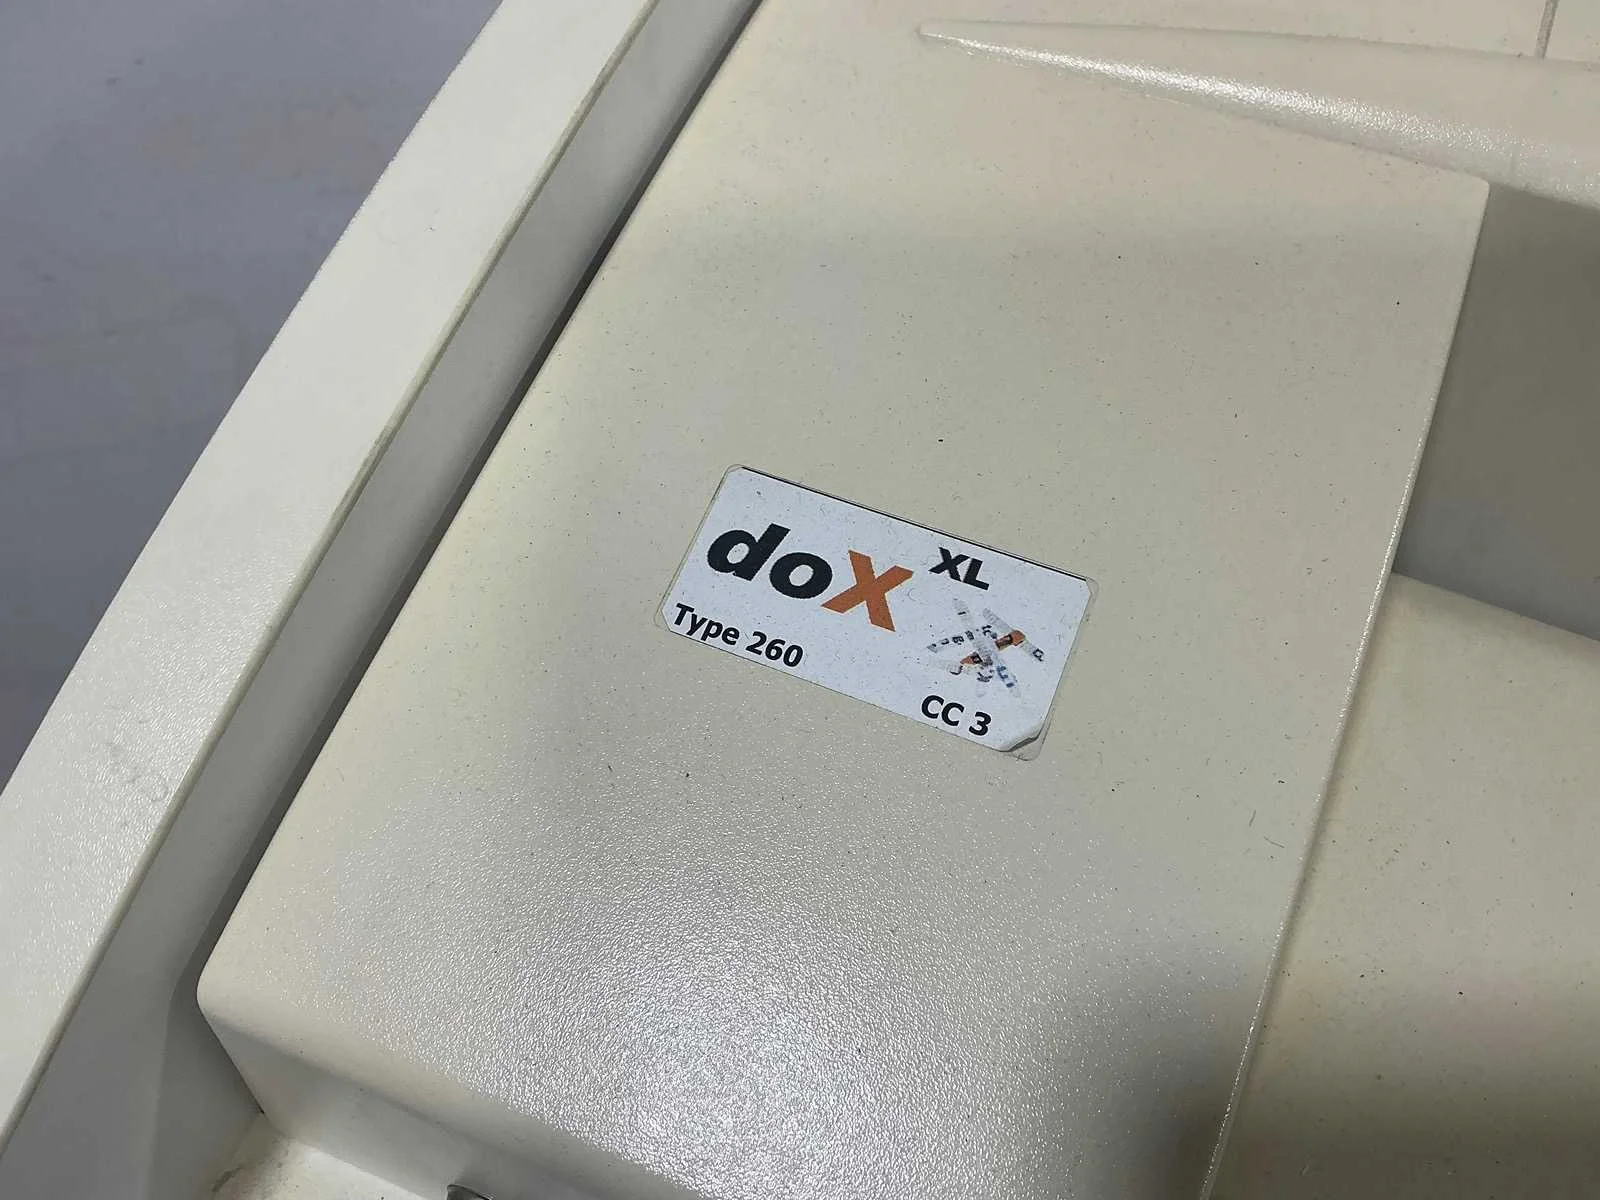 doX XL
Type 260
CC 3